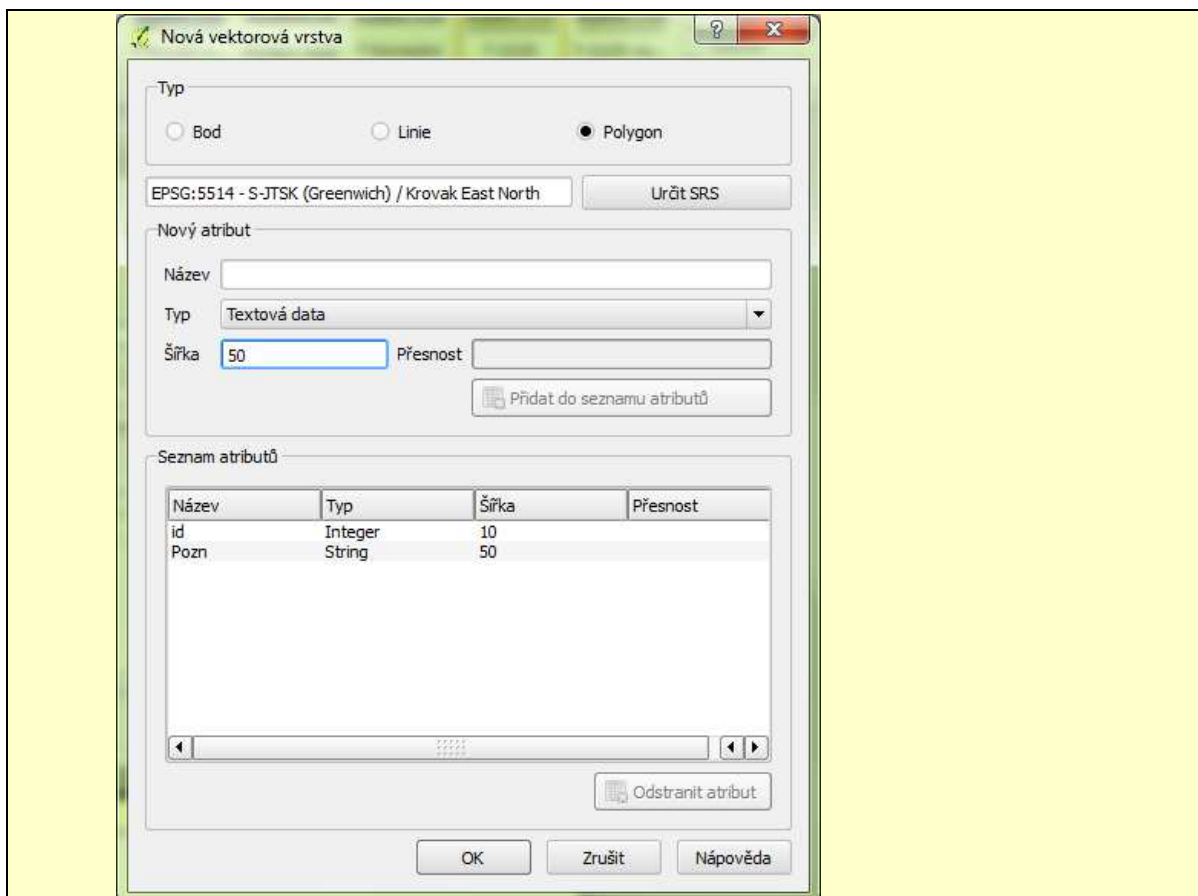 Nová vektorová vrstva
Typ
Bod Linie Polygon
EPSG:5514 - S-JTSK (Greenwich) / Krovak East North Určit SRS
Nový atribut
Název
Typ Textová data
Šířka 50 Přesnost
Přidat do seznamu atributů
Seznam atributů
Název Typ Šířka Přesnost
id Integer 10
Pozn String 50
Odstranit atribut
OK Zrušit Nápověda